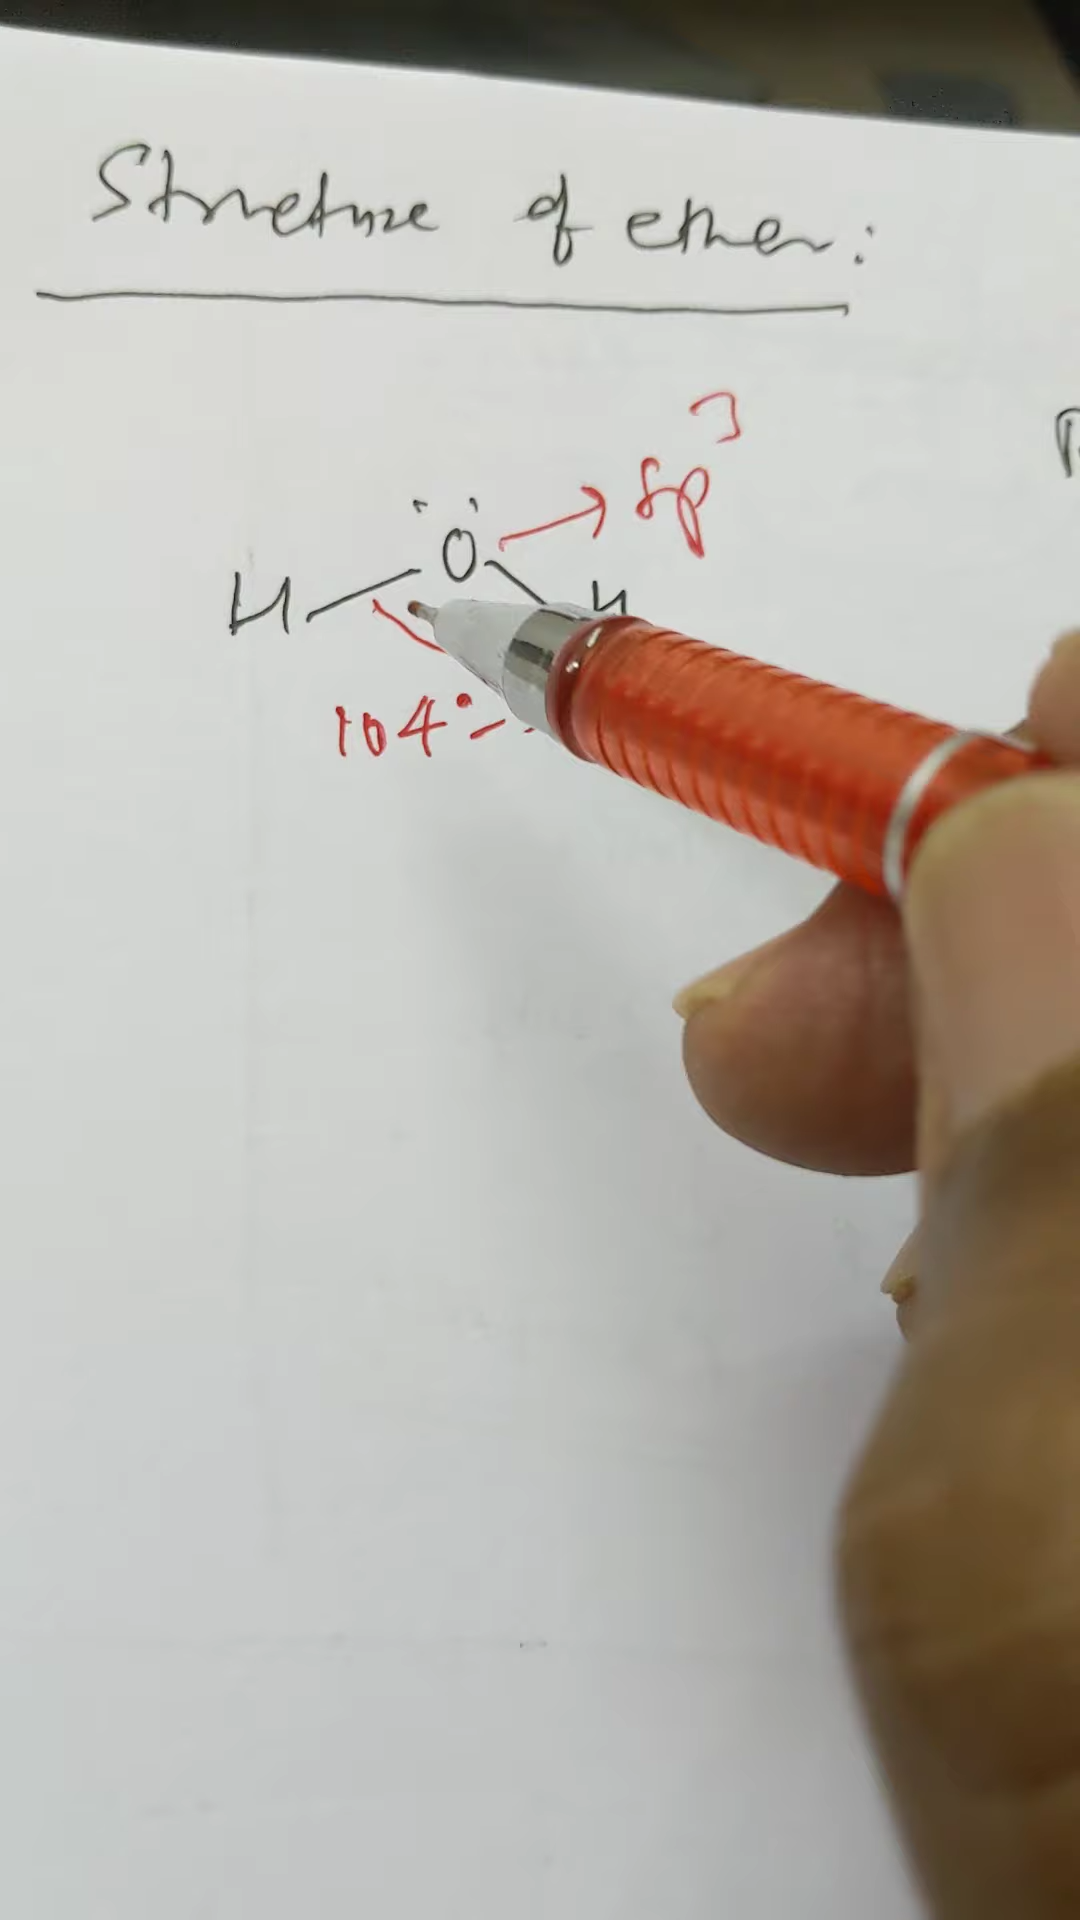 Structure of ether:
sp³
Ö
H H
104°-